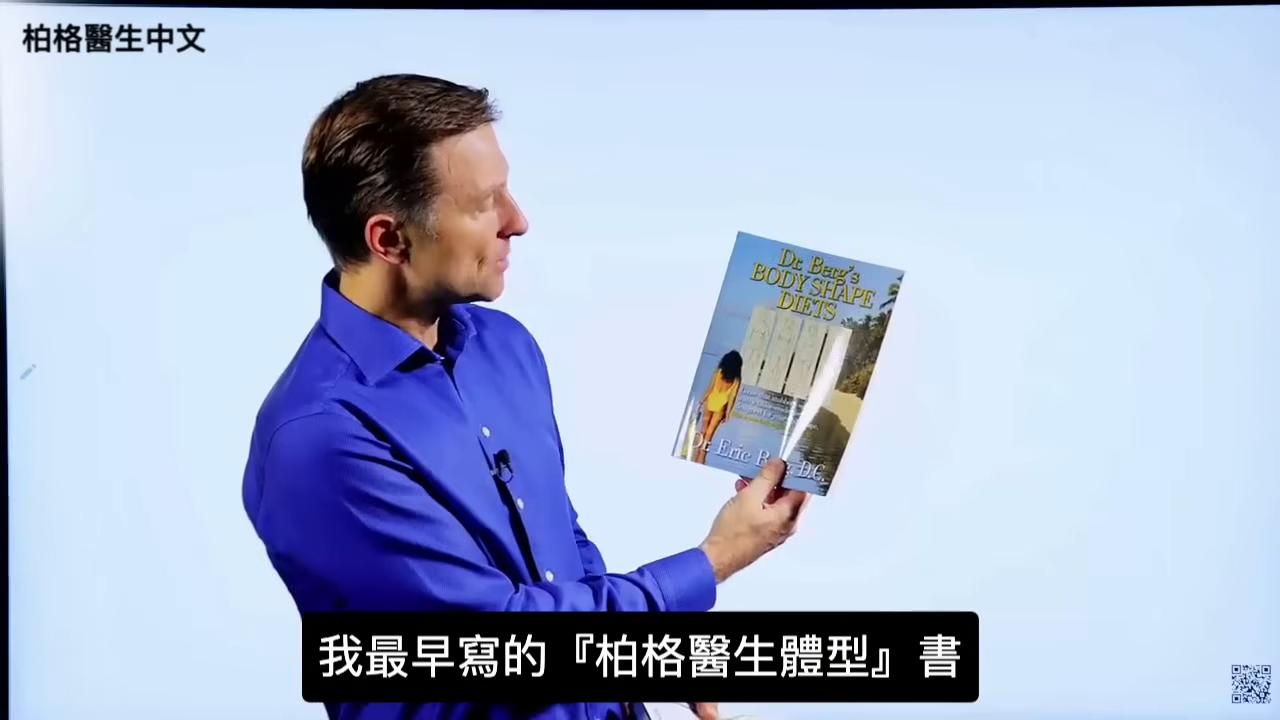 柏格醫生中文
Dr. Berg's
BODY SHAPE
DIETS
Dr. Eric Berg, D.C.
我最早寫的『柏格醫生體型』書